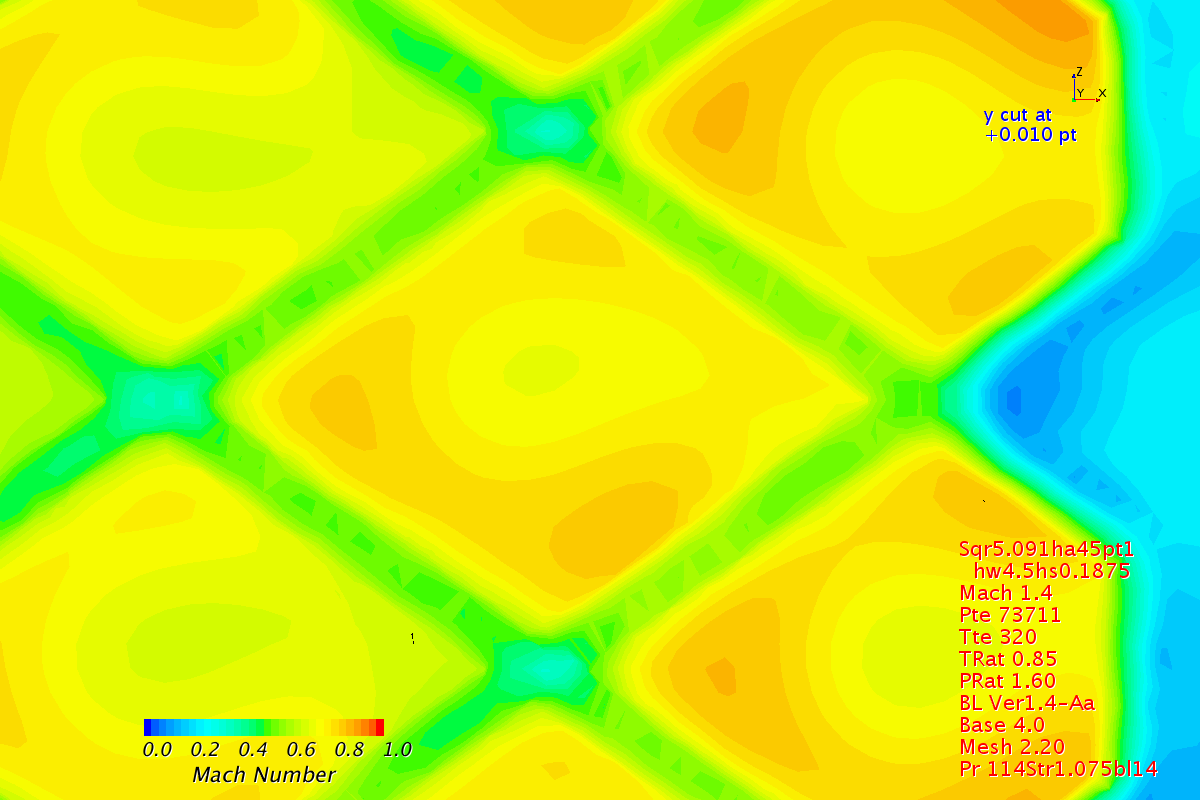 Z
Y X
y cut at
+0.010 pt
Sqr5.091ha45pt1
hw4.5hs0.1875
Mach 1.4
Pte 73711
Tte 320
TRat 0.85
PRat 1.60
BL Ver1.4-Aa
Base 4.0
Mesh 2.20
Pr 114Str1.075bl14
0.0 0.2 0.4 0.6 0.8 1.0
Mach Number